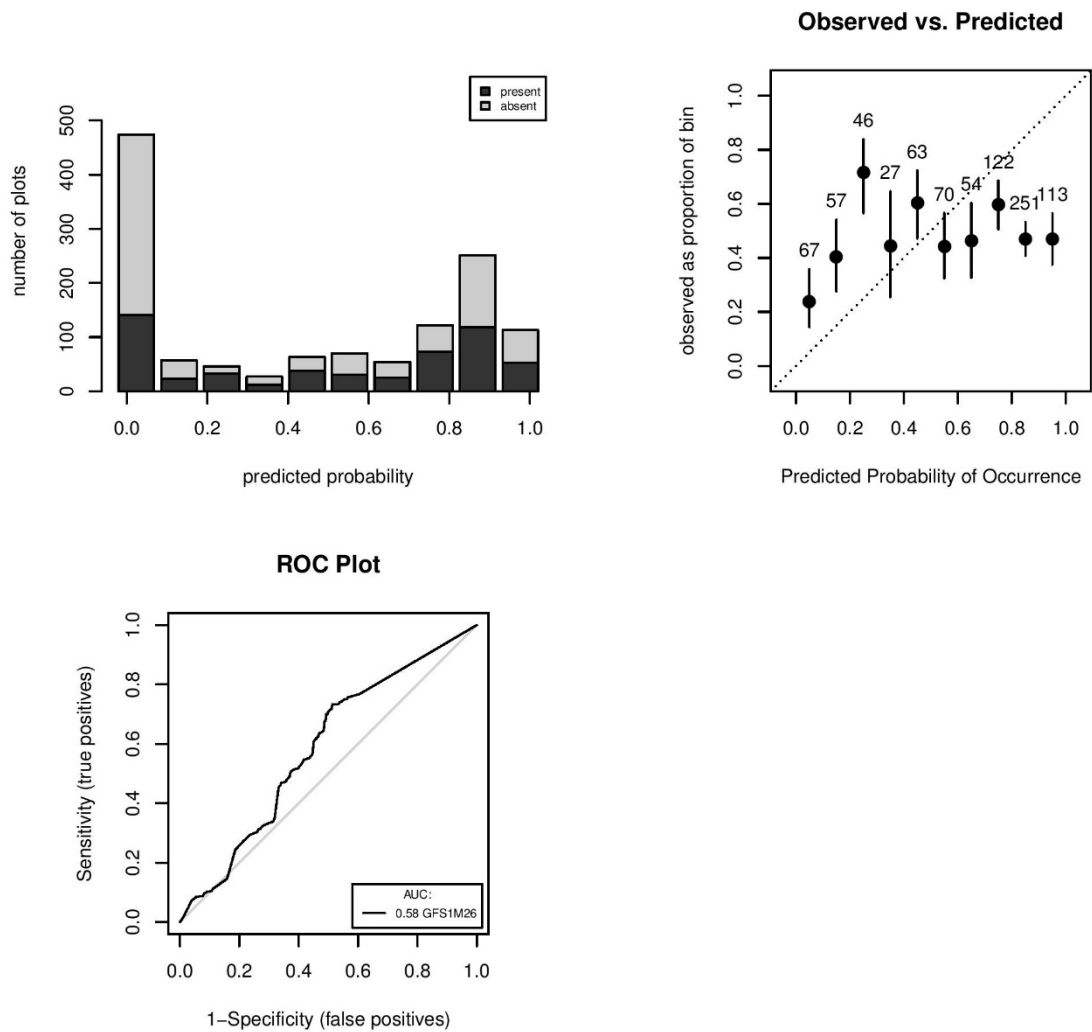 present
absent
number of plots
500
400
300
200
100
0
0.0 0.2 0.4 0.6 0.8 1.0
predicted probability
Observed vs. Predicted
observed as proportion of bin
1.0
0.8
0.6
0.4
0.2
0.0
67 57 46 27 63 70 54 122 251 113
0.0 0.2 0.4 0.6 0.8 1.0
Predicted Probability of Occurrence
ROC Plot
Sensitivity (true positives)
1.0
0.8
0.6
0.4
0.2
0.0
AUC:
0.58 GFS1M26
0.0 0.2 0.4 0.6 0.8 1.0
1−Specificity (false positives)